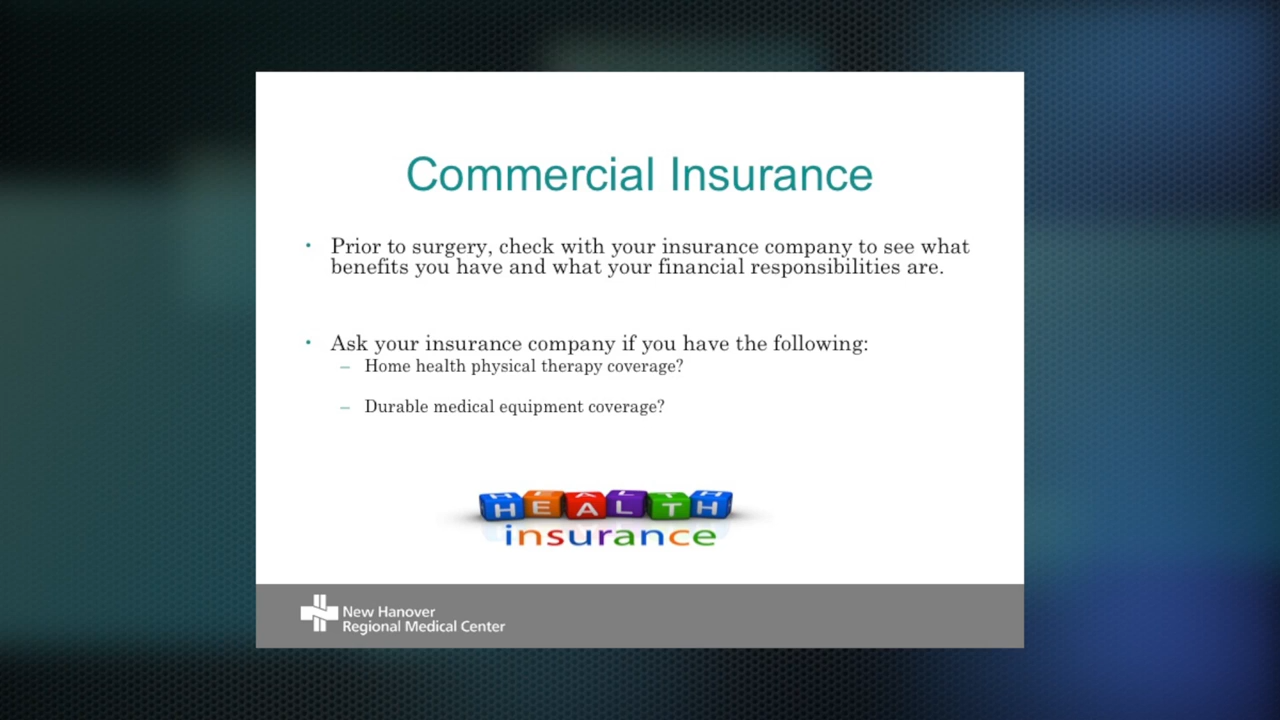 Commercial Insurance
• Prior to surgery, check with your insurance company to see what
benefits you have and what your financial responsibilities are.
• Ask your insurance company if you have the following:
– Home health physical therapy coverage?
– Durable medical equipment coverage?
HEALTH
insurance
New Hanover
Regional Medical Center